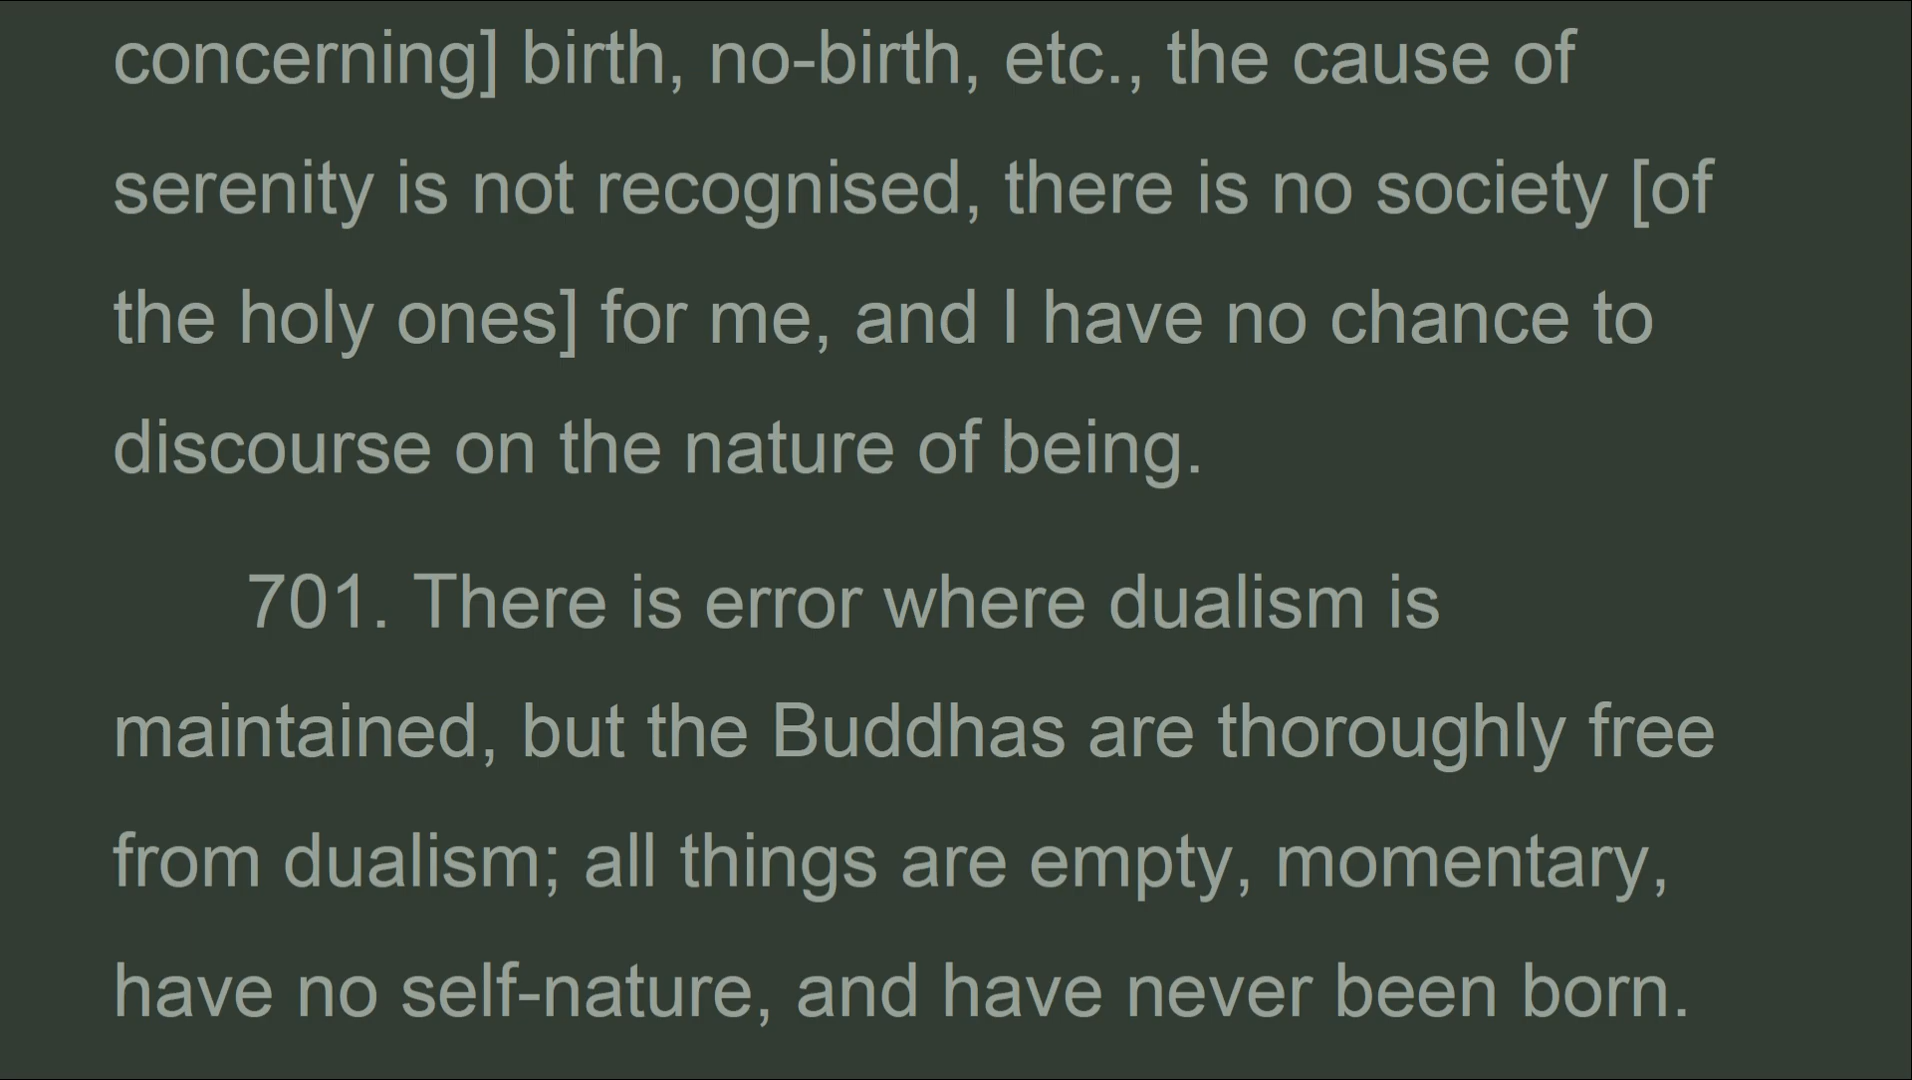 concerning] birth, no-birth, etc., the cause of
serenity is not recognised, there is no society [of
the holy ones] for me, and I have no chance to
discourse on the nature of being.
701. There is error where dualism is
maintained, but the Buddhas are thoroughly free
from dualism; all things are empty, momentary,
have no self-nature, and have never been born.